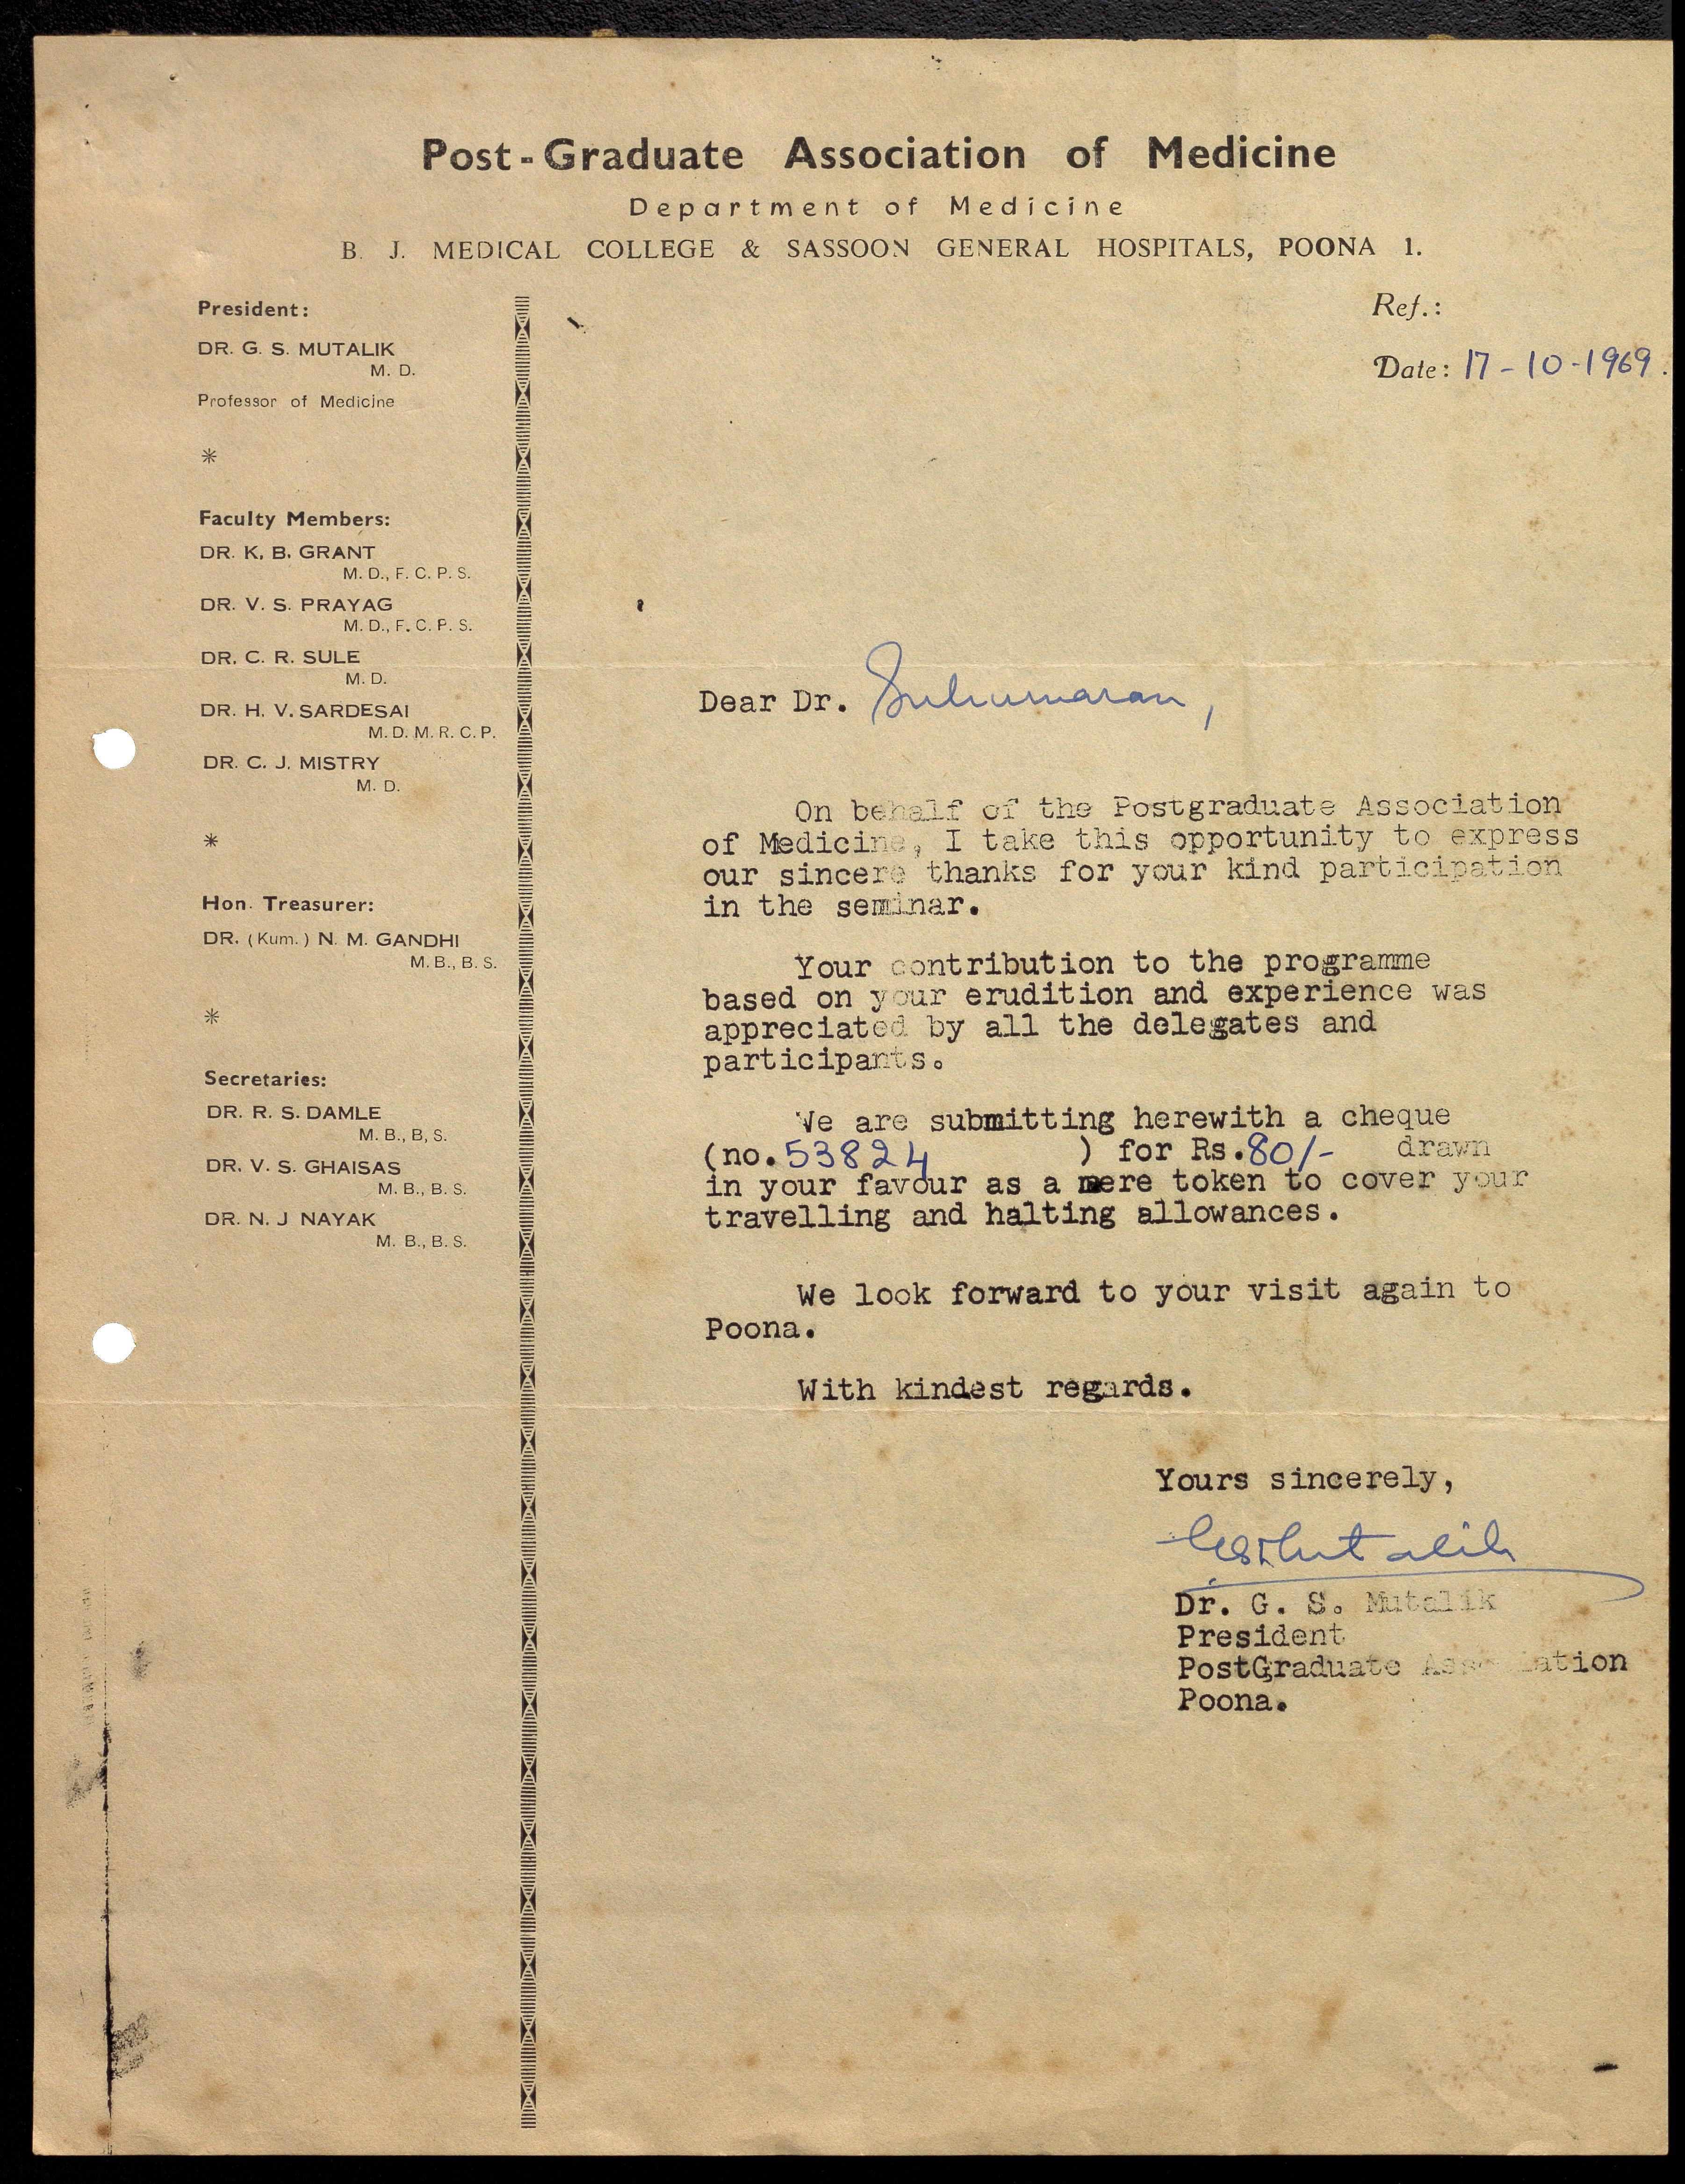 Post-Graduate Association of Medicine
Department of Medicine
B. J. MEDICAL COLLEGE & SASSOON GENERAL HOSPITALS, POONA 1.
Ref.:
Date: 17-10-1969.
President:
DR. G. S. MUTALIK
M. D.
Professor of Medicine
*
Faculty Members:
DR. K. B. GRANT
M. D., F. C. P. S.
DR. V. S. PRAYAG
M. D., F. C. P. S.
DR. C. R. SULE
M. D.
DR. H. V. SARDESAI
M. D. M. R. C. P.
DR. C. J. MISTRY
M. D.
*
Hon. Treasurer:
DR. (Kum.) N. M. GANDHI
M. B., B. S.
*
Secretaries:
DR. R. S. DAMLE
M. B., B, S.
DR. V. S. GHAISAS
M. B., B. S.
DR. N. J NAYAK
M. B., B. S.
Dear Dr. Sukumaran,
On behalf of the Postgraduate Association
of Medicine, I take this opportunity to express
our sincere thanks for your kind participation
in the seminar.
Your contribution to the programme
based on your erudition and experience was
appreciated by all the delegates and
participants.
We are submitting herewith a cheque
(no. 53824 ) for Rs. 80/- drawn
in your favour as a mere token to cover your
travelling and halting allowances.
We look forward to your visit again to
Poona.
With kindest regards.
Yours sincerely,
GSMutalik
Dr. G. S. Mutalik
President
PostGraduate Association
Poona.